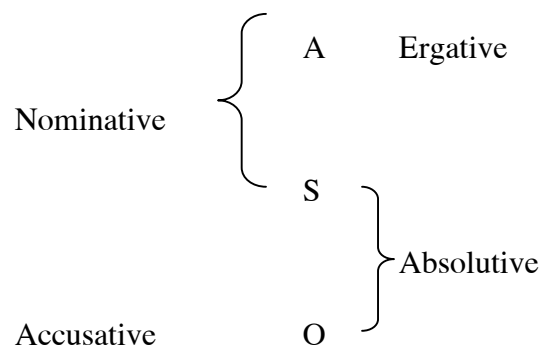 A Ergative
Nominative
S
Absolutive
Accusative O